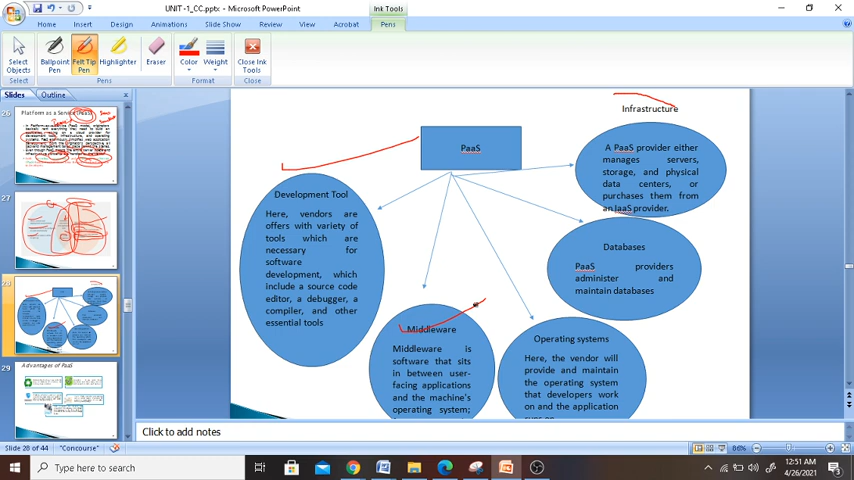 UNIT -1_CC.pptx - Microsoft PowerPoint
Ink Tools
Home Insert Design Animations Slide Show Review View Acrobat Pens
Select Objects
Ballpoint Pen
Felt Tip Pen
Highlighter
Eraser
Color
Weight
Close Ink Tools
Select
Pens
Format
Close
Slides Outline
26
Platform as a Service (PaaS)
27
28
29
Advantages of PaaS
PaaS
Infrastructure
A PaaS provider either
manages servers,
storage, and physical
data centers, or
purchases them from
an IaaS provider.
Development Tool
Here, vendors are
offers with variety of
tools which are
necessary for
software
development, which
include a source code
editor, a debugger, a
compiler, and other
essential tools
Databases
PaaS providers
administer and
maintain databases
Middleware
Middleware is
software that sits
in between user-
facing applications
and the machine's
operating system;
Operating systems
Here, the vendor will
provide and maintain
the operating system
that developers work
on and the application
Click to add notes
Slide 28 of 44
"Concourse"
86%
Type here to search
12:51 AM
4/26/2021